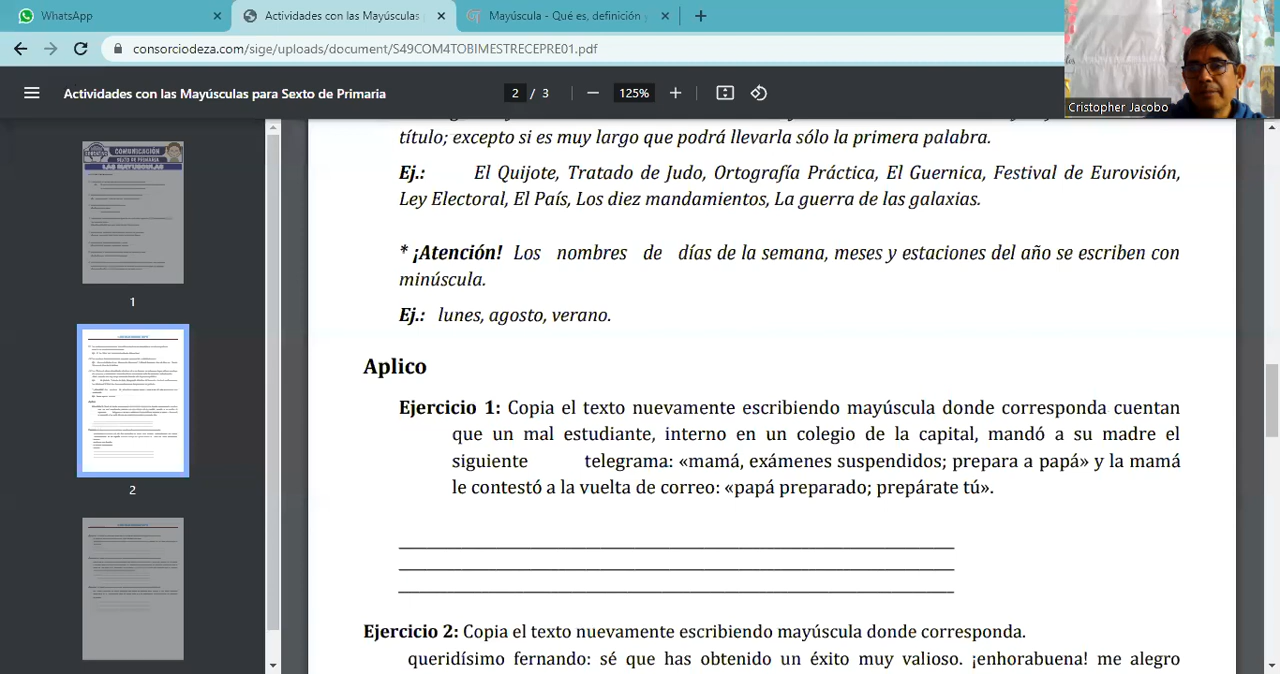 WhatsApp
Actividades con las Mayúsculas
Mayúscula - Qué es, definición
consorciodeza.com/sige/uploads/document/S49COM4TOBIMESTRECEPRE01.pdf
Actividades con las Mayúsculas para Sexto de Primaria
2 / 3
125%
Cristopher Jacobo
COMUNICACIÓN
SEXTO DE PRIMARIA
LAS MAYÚSCULAS
1
2
título; excepto si es muy largo que podrá llevarla sólo la primera palabra.
Ej.: El Quijote, Tratado de Judo, Ortografía Práctica, El Guernica, Festival de Eurovisión,
Ley Electoral, El País, Los diez mandamientos, La guerra de las galaxias.
* ¡Atención! Los nombres de días de la semana, meses y estaciones del año se escriben con
minúscula.
Ej.: lunes, agosto, verano.
Aplico
Ejercicio 1: Copia el texto nuevamente escribiendo mayúscula donde corresponda cuentan
que un mal estudiante, interno en un colegio de la capital, mandó a su madre el
siguiente telegrama: «mamá, exámenes suspendidos; prepara a papá» y la mamá
le contestó a la vuelta de correo: «papá preparado; prepárate tú».
Ejercicio 2: Copia el texto nuevamente escribiendo mayúscula donde corresponda.
queridísimo fernando: sé que has obtenido un éxito muy valioso. ¡enhorabuena! me alegro